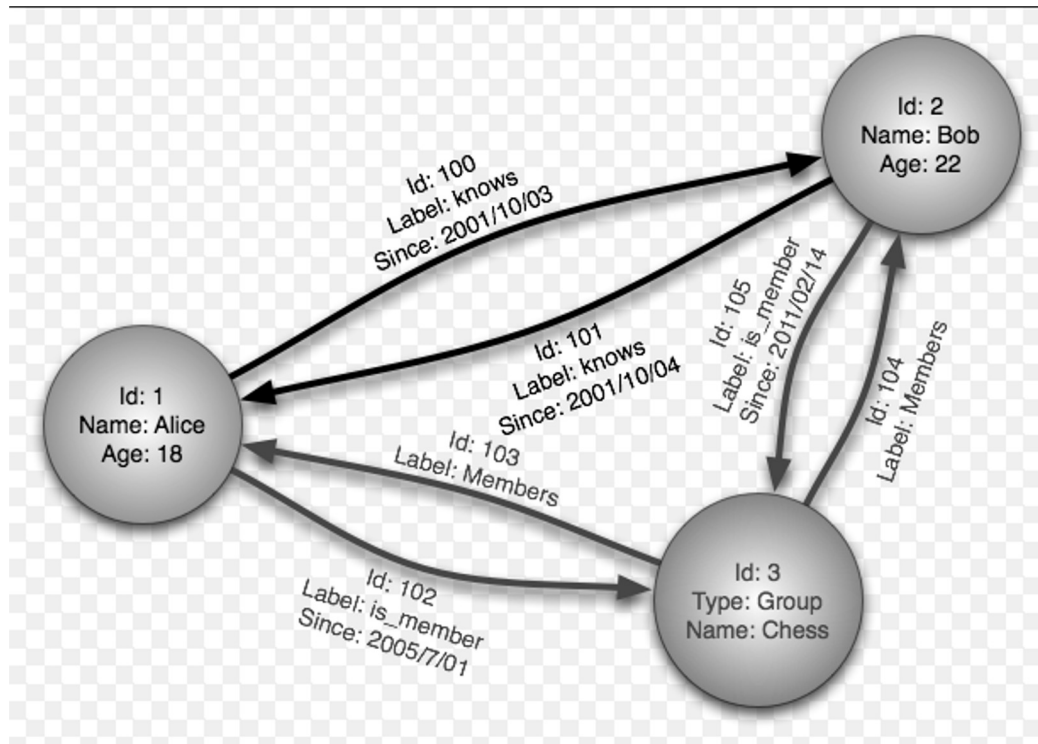 Id: 2
Name: Bob
Age: 22
Id: 100
Label: knows
Since: 2001/10/03
Id: 101
Label: knows
Since: 2001/10/04
Id: 105
Label: is_member
Since: 2011/02/14
Id: 104
Label: Members
Id: 1
Name: Alice
Age: 18
Id: 103
Label: Members
Id: 102
Label: is_member
Since: 2005/7/01
Id: 3
Type: Group
Name: Chess